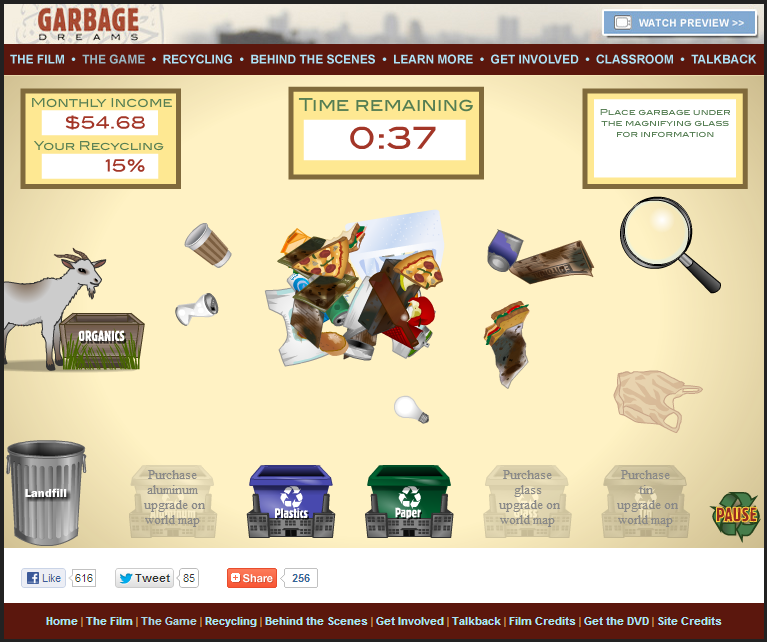 GARBAGE
DREAMS
WATCH PREVIEW >>
THE FILM • THE GAME • RECYCLING • BEHIND THE SCENES • LEARN MORE • GET INVOLVED • CLASSROOM • TALKBACK
MONTHLY INCOME
$54.68
YOUR RECYCLING
15%
TIME REMAINING
0:37
PLACE GARBAGE UNDER
THE MAGNIFYING GLASS
FOR INFORMATION
ORGANICS
Landfill
Purchase
aluminum
upgrade on
world map
Plastics
Paper
Purchase
glass
upgrade on
world map
Purchase
tin
upgrade on
world map
PAUSE
Like 616
Tweet 85
Share 256
Home | The Film | The Game | Recycling | Behind the Scenes | Get Involved | Talkback | Film Credits | Get the DVD | Site Credits